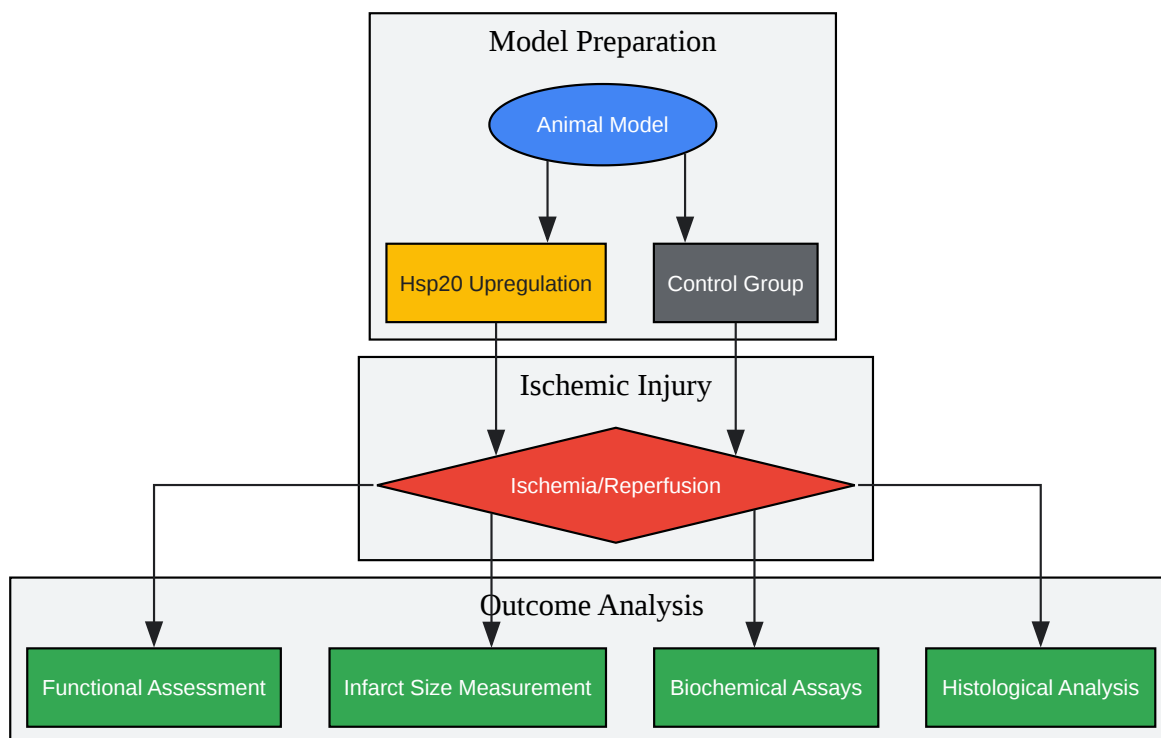 Model Preparation
Animal Model
Hsp20 Upregulation
Control Group
Ischemic Injury
Ischemia/Reperfusion
Outcome Analysis
Functional Assessment
Infarct Size Measurement
Biochemical Assays
Histological Analysis